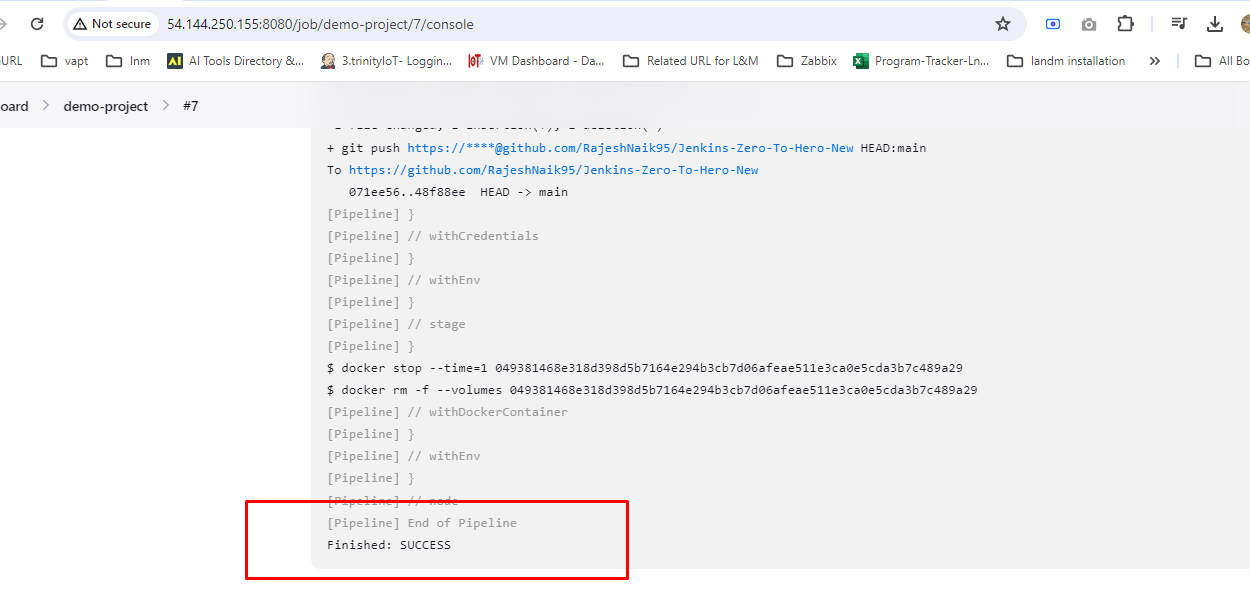 Not secure 54.144.250.155:8080/job/demo-project/7/console
URL vapt lnm AI AI Tools Directory &... 3.trinityIoT- Loggin... IoT VM Dashboard - Da... Related URL for L&M Zabbix Program-Tracker-Ln... landm installation » All Bo
oard > demo-project > #7
+ git push https://****@github.com/RajeshNaik95/Jenkins-Zero-To-Hero-New HEAD:main
To https://github.com/RajeshNaik95/Jenkins-Zero-To-Hero-New
071ee56..48f88ee HEAD -> main
[Pipeline] }
[Pipeline] // withCredentials
[Pipeline] }
[Pipeline] // withEnv
[Pipeline] }
[Pipeline] // stage
[Pipeline] }
$ docker stop --time=1 049381468e318d398d5b7164e294b3cb7d06afeae511e3ca0e5cda3b7c489a29
$ docker rm -f --volumes 049381468e318d398d5b7164e294b3cb7d06afeae511e3ca0e5cda3b7c489a29
[Pipeline] // withDockerContainer
[Pipeline] }
[Pipeline] // withEnv
[Pipeline] }
[Pipeline] // node
[Pipeline] End of Pipeline
Finished: SUCCESS